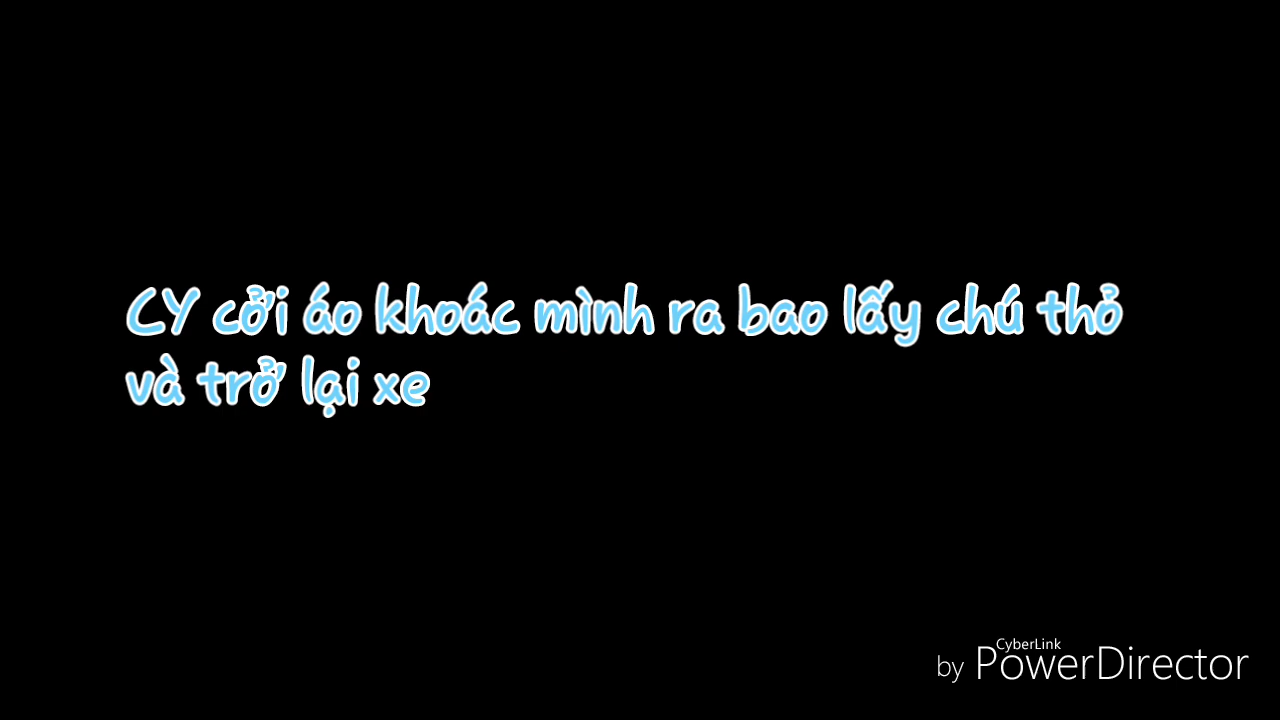 CY cởi áo khoác mình ra bao lấy chú thỏ
và trở lại xe
by CyberLink PowerDirector